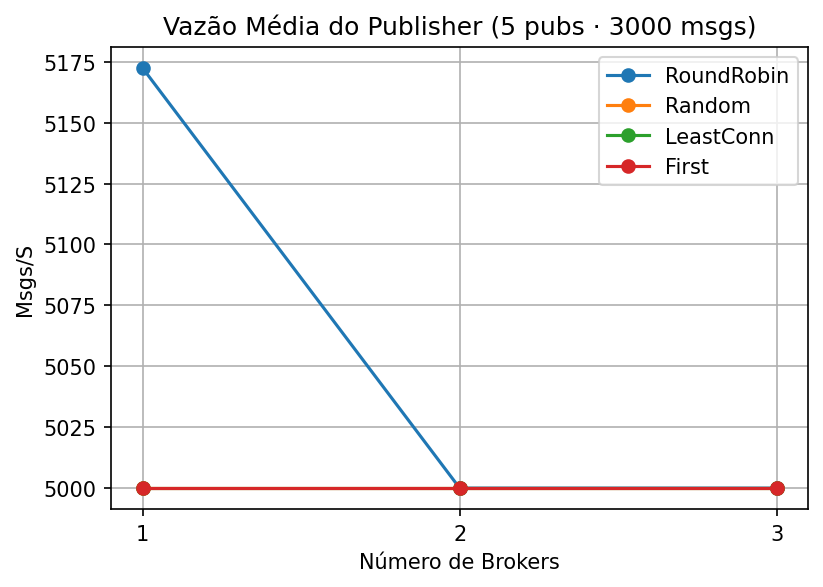 Vazão Média do Publisher (5 pubs · 3000 msgs)
RoundRobin
Random
LeastConn
First
Msgs/S
5175
5150
5125
5100
5075
5050
5025
5000
1
2
3
Número de Brokers